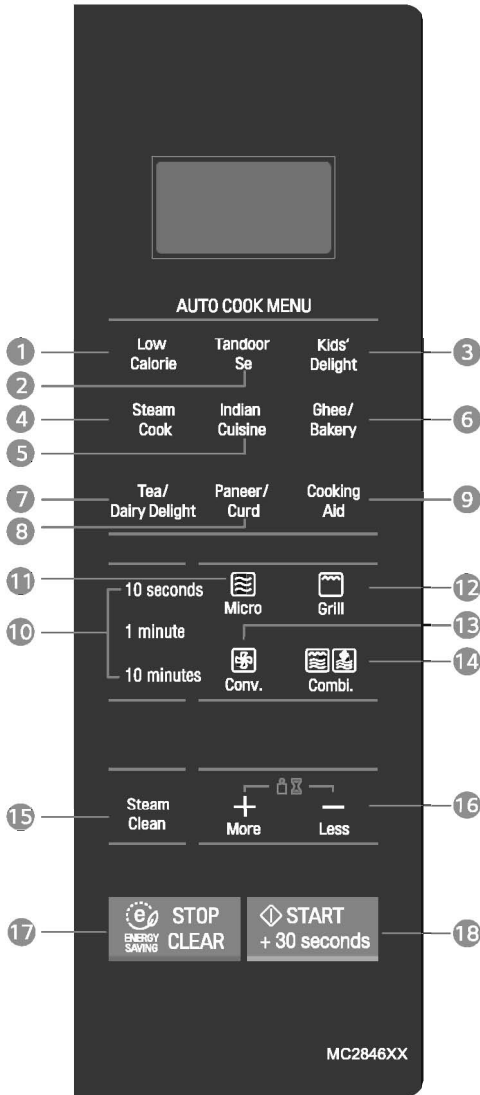 AUTO COOK MENU
1 Low Calorie
2 Tandoor Se
3 Kids' Delight
4 Steam Cook
5 Indian Cuisine
6 Ghee/ Bakery
7 Tea/ Dairy Delight
8 Paneer/ Curd
9 Cooking Aid
10
10 seconds
1 minute
10 minutes
11 Micro
12 Grill
13 Conv.
14 Combi.
15 Steam Clean
16
+ More
− Less
17 e ENERGY SAVING STOP CLEAR
18 START + 30 seconds
MC2846XX